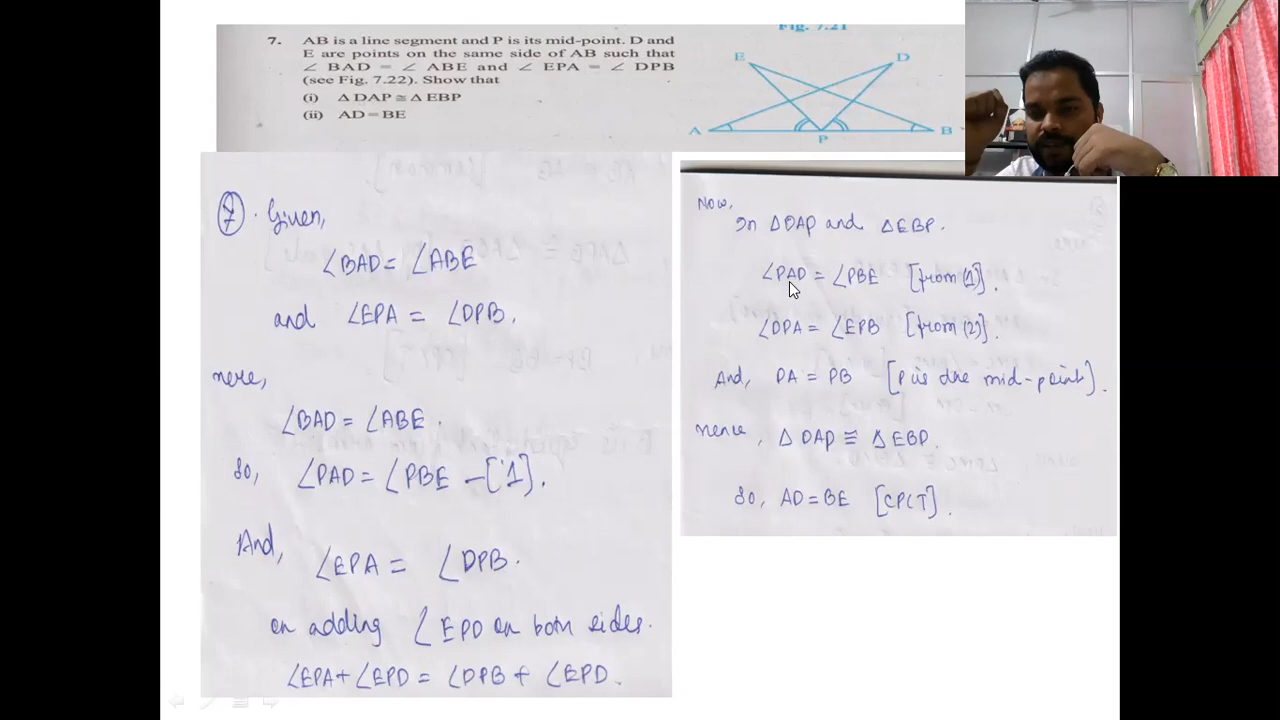 Fig. 7.21
7. AB is a line segment and P is its mid-point. D and
E are points on the same side of AB such that
∠ BAD = ∠ ABE and ∠ EPA = ∠ DPB
(see Fig. 7.22). Show that
(i) Δ DAP ≅ Δ EBP
(ii) AD = BE
E
D
A
P
B
7. Given,
∠BAD = ∠ABE
and ∠EPA = ∠DPB.
Here,
∠BAD = ∠ABE.
So, ∠PAD = ∠PBE -[1].
And, ∠EPA = ∠DPB.
on adding ∠EPD on both sides.
∠EPA + ∠EPD = ∠DPB + ∠EPD.
Now,
In ΔDAP and ΔEBP.
∠PAD = ∠PBE [from (1)].
∠DPA = ∠EPB [from (2)].
And, PA = PB [P is the mid-point].
Hence, Δ DAP ≅ ΔEBP.
So, AD = BE [CPCT].